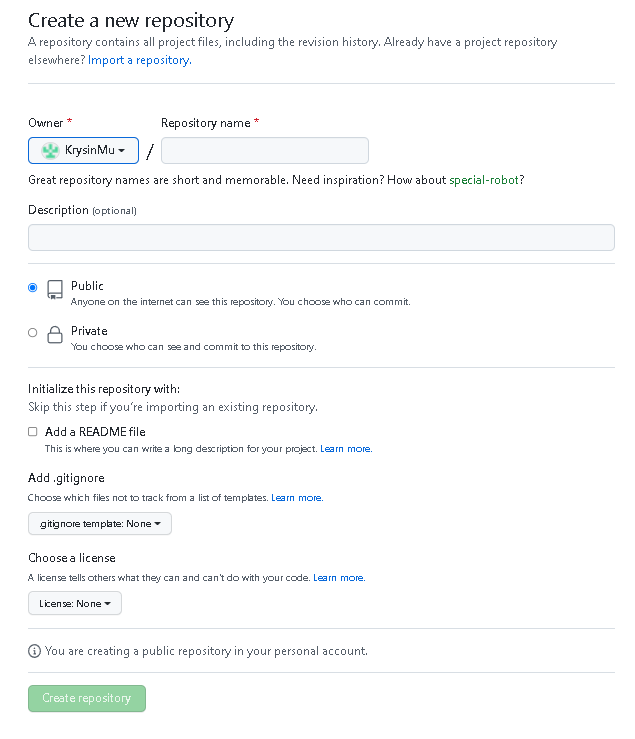 Create a new repository
A repository contains all project files, including the revision history. Already have a project repository
elsewhere? Import a repository.
Owner * Repository name *
KrysinMu /
Great repository names are short and memorable. Need inspiration? How about special-robot?
Description (optional)
Public
Anyone on the internet can see this repository. You choose who can commit.
Private
You choose who can see and commit to this repository.
Initialize this repository with:
Skip this step if you're importing an existing repository.
Add a README file
This is where you can write a long description for your project. Learn more.
Add .gitignore
Choose which files not to track from a list of templates. Learn more.
.gitignore template: None
Choose a license
A license tells others what they can and can't do with your code. Learn more.
License: None
You are creating a public repository in your personal account.
Create repository